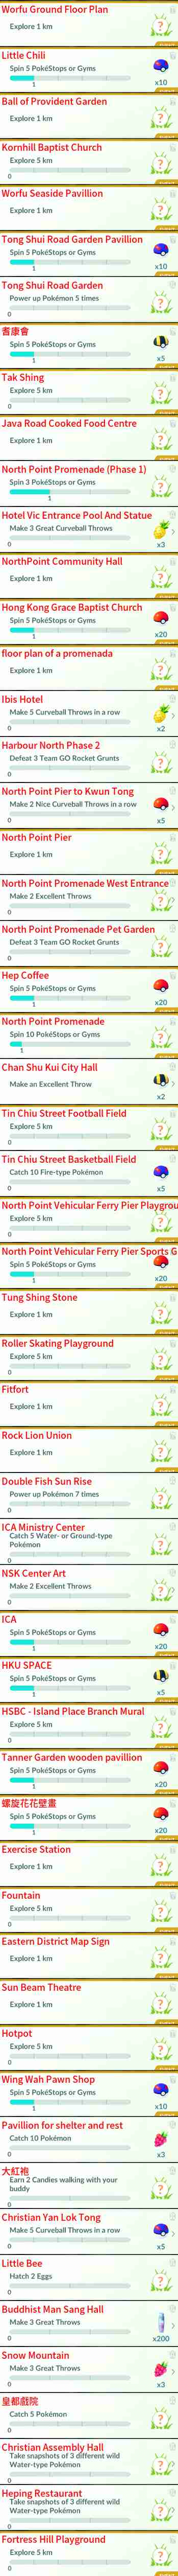 Worfu Ground Floor Plan
Explore 1 km
Little Chili
Spin 5 PokéStops or Gyms
1
x10
Ball of Provident Garden
Explore 1 km
Kornhill Baptist Church
Explore 5 km
0
Worfu Seaside Pavillion
Explore 1 km
Tong Shui Road Garden Pavillion
Spin 5 PokéStops or Gyms
1
x10
Tong Shui Road Garden
Power up Pokémon 5 times
0
耆康會
Spin 5 PokéStops or Gyms
1
x5
Tak Shing
Explore 5 km
0
Java Road Cooked Food Centre
Explore 1 km
North Point Promenade (Phase 1)
Spin 3 PokéStops or Gyms
1
Hotel Vic Entrance Pool And Statue
Make 3 Great Curveball Throws
0
x3
NorthPoint Community Hall
Explore 1 km
Hong Kong Grace Baptist Church
Spin 5 PokéStops or Gyms
1
x20
floor plan of a promenada
Explore 1 km
Ibis Hotel
Make 5 Curveball Throws in a row
0
x2
Harbour North Phase 2
Defeat 3 Team GO Rocket Grunts
0
North Point Pier to Kwun Tong
Make 2 Nice Curveball Throws in a row
0
x5
North Point Pier
Explore 1 km
North Point Promenade West Entrance
Make 2 Excellent Throws
0
North Point Promenade Pet Garden
Defeat 3 Team GO Rocket Grunts
0
Hep Coffee
Spin 5 PokéStops or Gyms
1
x20
North Point Promenade
Spin 10 PokéStops or Gyms
1
Chan Shu Kui City Hall
Make an Excellent Throw
x2
Tin Chiu Street Football Field
Explore 5 km
0
Tin Chiu Street Basketball Field
Catch 10 Fire-type Pokémon
0
x5
North Point Vehicular Ferry Pier Playgrou
Explore 5 km
0
North Point Vehicular Ferry Pier Sports G
Spin 5 PokéStops or Gyms
1
x20
Tung Shing Stone
Explore 1 km
Roller Skating Playground
Explore 5 km
0
Fitfort
Explore 1 km
Rock Lion Union
Explore 1 km
Double Fish Sun Rise
Power up Pokémon 7 times
0
ICA Ministry Center
Catch 5 Water- or Ground-type
Pokémon
0
NSK Center Art
Make 2 Excellent Throws
0
ICA
Spin 5 PokéStops or Gyms
1
x20
HKU SPACE
Spin 5 PokéStops or Gyms
1
x5
HSBC - Island Place Branch Mural
Explore 5 km
0
Tanner Garden wooden pavillion
Spin 5 PokéStops or Gyms
1
x20
螺旋花花壁畫
Spin 5 PokéStops or Gyms
1
x20
Exercise Station
Explore 1 km
Fountain
Explore 5 km
0
Eastern District Map Sign
Explore 1 km
Sun Beam Theatre
Explore 1 km
Hotpot
Explore 5 km
0
Wing Wah Pawn Shop
Spin 5 PokéStops or Gyms
1
x10
Pavillion for shelter and rest
Catch 10 Pokémon
0
x3
大紅袍
Earn 2 Candies walking with your
buddy
0
Christian Yan Lok Tong
Make 5 Curveball Throws in a row
0
x5
Little Bee
Hatch 2 Eggs
0
Buddhist Man Sang Hall
Make 3 Great Throws
0
x200
Snow Mountain
Make 3 Great Throws
0
x3
皇都戲院
Catch 5 Pokémon
0
Christian Assembly Hall
Take snapshots of 3 different wild
Water-type Pokémon
0
Heping Restaurant
Take snapshots of 3 different wild
Water-type Pokémon
0
Fortress Hill Playground
Explore 5 km
0